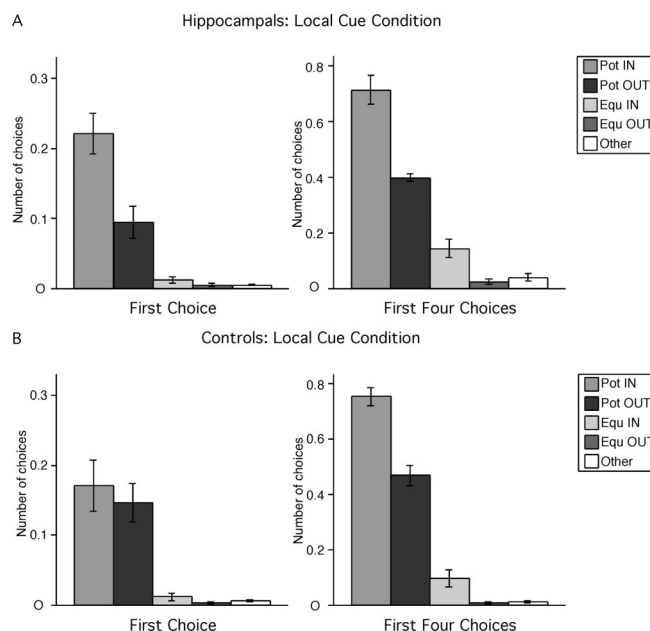 A
Hippocampals: Local Cue Condition
Number of choices
0.3
0.2
0.1
O
First Choice
Number of choices
0.8
0.6
0.4
0.2
O
First Four Choices
Pot IN
Pot OUT
Equ IN
Equ OUT
Other
B
Controls: Local Cue Condition
Number of choices
0.3
0.2
0.1
O
First Choice
Number of choices
0.8
0.6
0.4
0.2
O
First Four Choices
Pot IN
Pot OUT
Equ IN
Equ OUT
Other